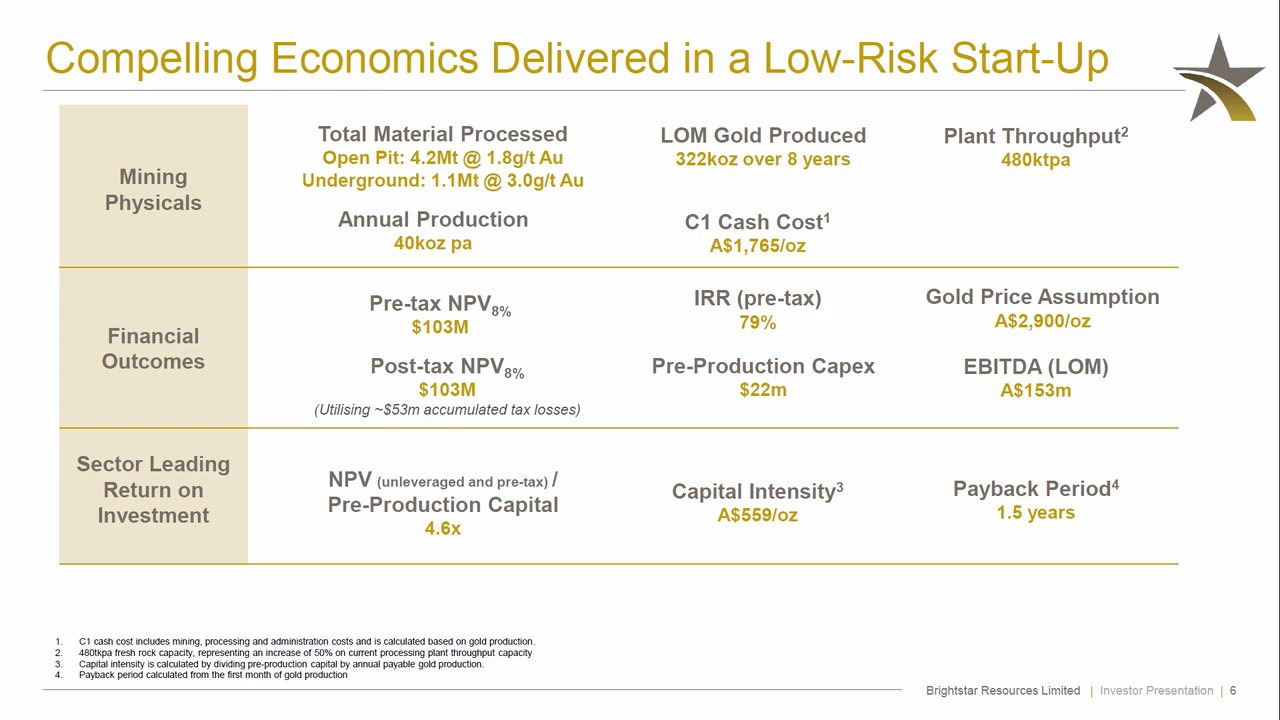 Compelling Economics Delivered in a Low-Risk Start-Up
Mining
Physicals
Total Material Processed
Open Pit: 4.2Mt @ 1.8g/t Au
Underground: 1.1Mt @ 3.0g/t Au
LOM Gold Produced
322koz over 8 years
Plant Throughput2
480ktpa
Annual Production
40koz pa
C1 Cash Cost1
A$1,765/oz
Financial
Outcomes
Pre-tax NPV8%
$103M
IRR (pre-tax)
79%
Gold Price Assumption
A$2,900/oz
Post-tax NPV8%
$103M
(Utilising ~$53m accumulated tax losses)
Pre-Production Capex
$22m
EBITDA (LOM)
A$153m
Sector Leading
Return on
Investment
NPV (unleveraged and pre-tax) /
Pre-Production Capital
4.6x
Capital Intensity3
A$559/oz
Payback Period4
1.5 years
1. C1 cash cost includes mining, processing and administration costs and is calculated based on gold production.
2. 480tkpa fresh rock capacity, representing an increase of 50% on current processing plant throughput capacity
3. Capital intensity is calculated by dividing pre-production capital by annual payable gold production.
4. Payback period calculated from the first month of gold production
Brightstar Resources Limited | Investor Presentation | 6